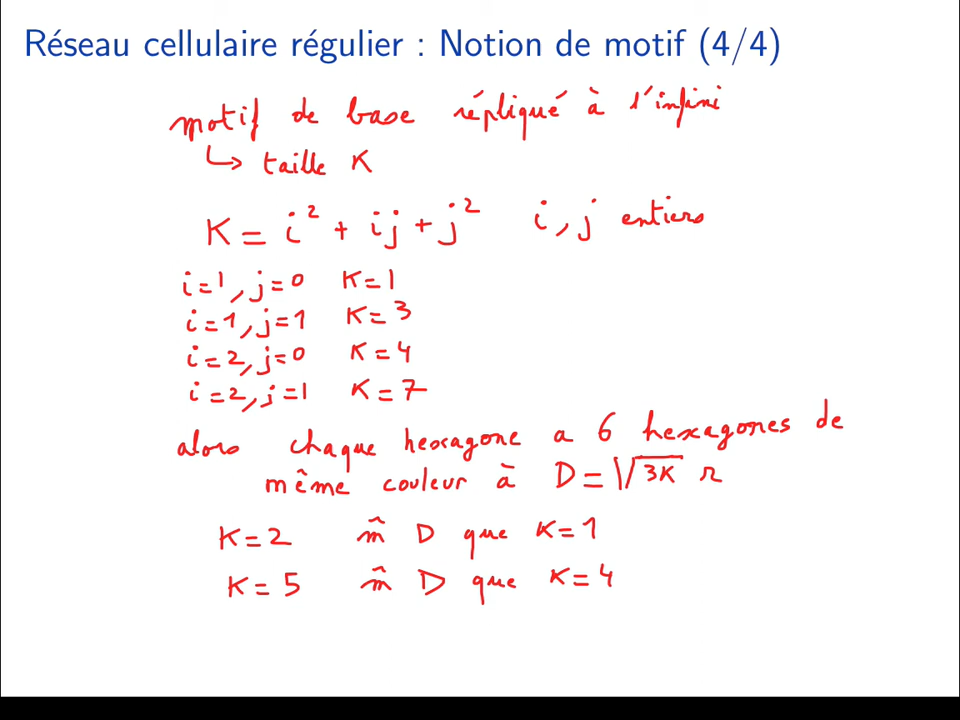 Réseau cellulaire régulier : Notion de motif (4/4)
motif de base répliqué à l'infini
↳ taille K
K = i² + ij + j² i, j entiers
i=1, j=0 K=1
i=1, j=1 K=3
i=2, j=0 K=4
i=2, j=1 K=7
alors chaque hexagone a 6 hexagones de
même couleur à D = √3K r
K=2 m̂ D que K=1
K=5 m̂ D que K=4